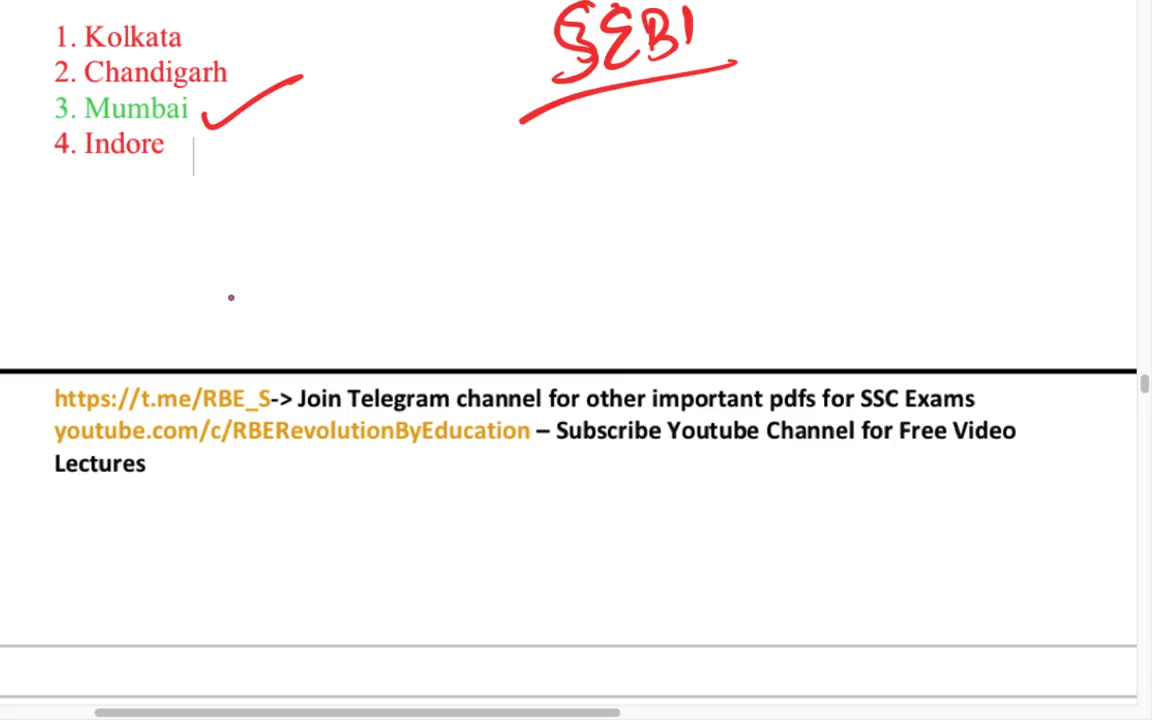 SEBI
1. Kolkata
2. Chandigarh
3. Mumbai
4. Indore
https://t.me/RBE_S-> Join Telegram channel for other important pdfs for SSC Exams
youtube.com/c/RBERevolutionByEducation – Subscribe Youtube Channel for Free Video
Lectures